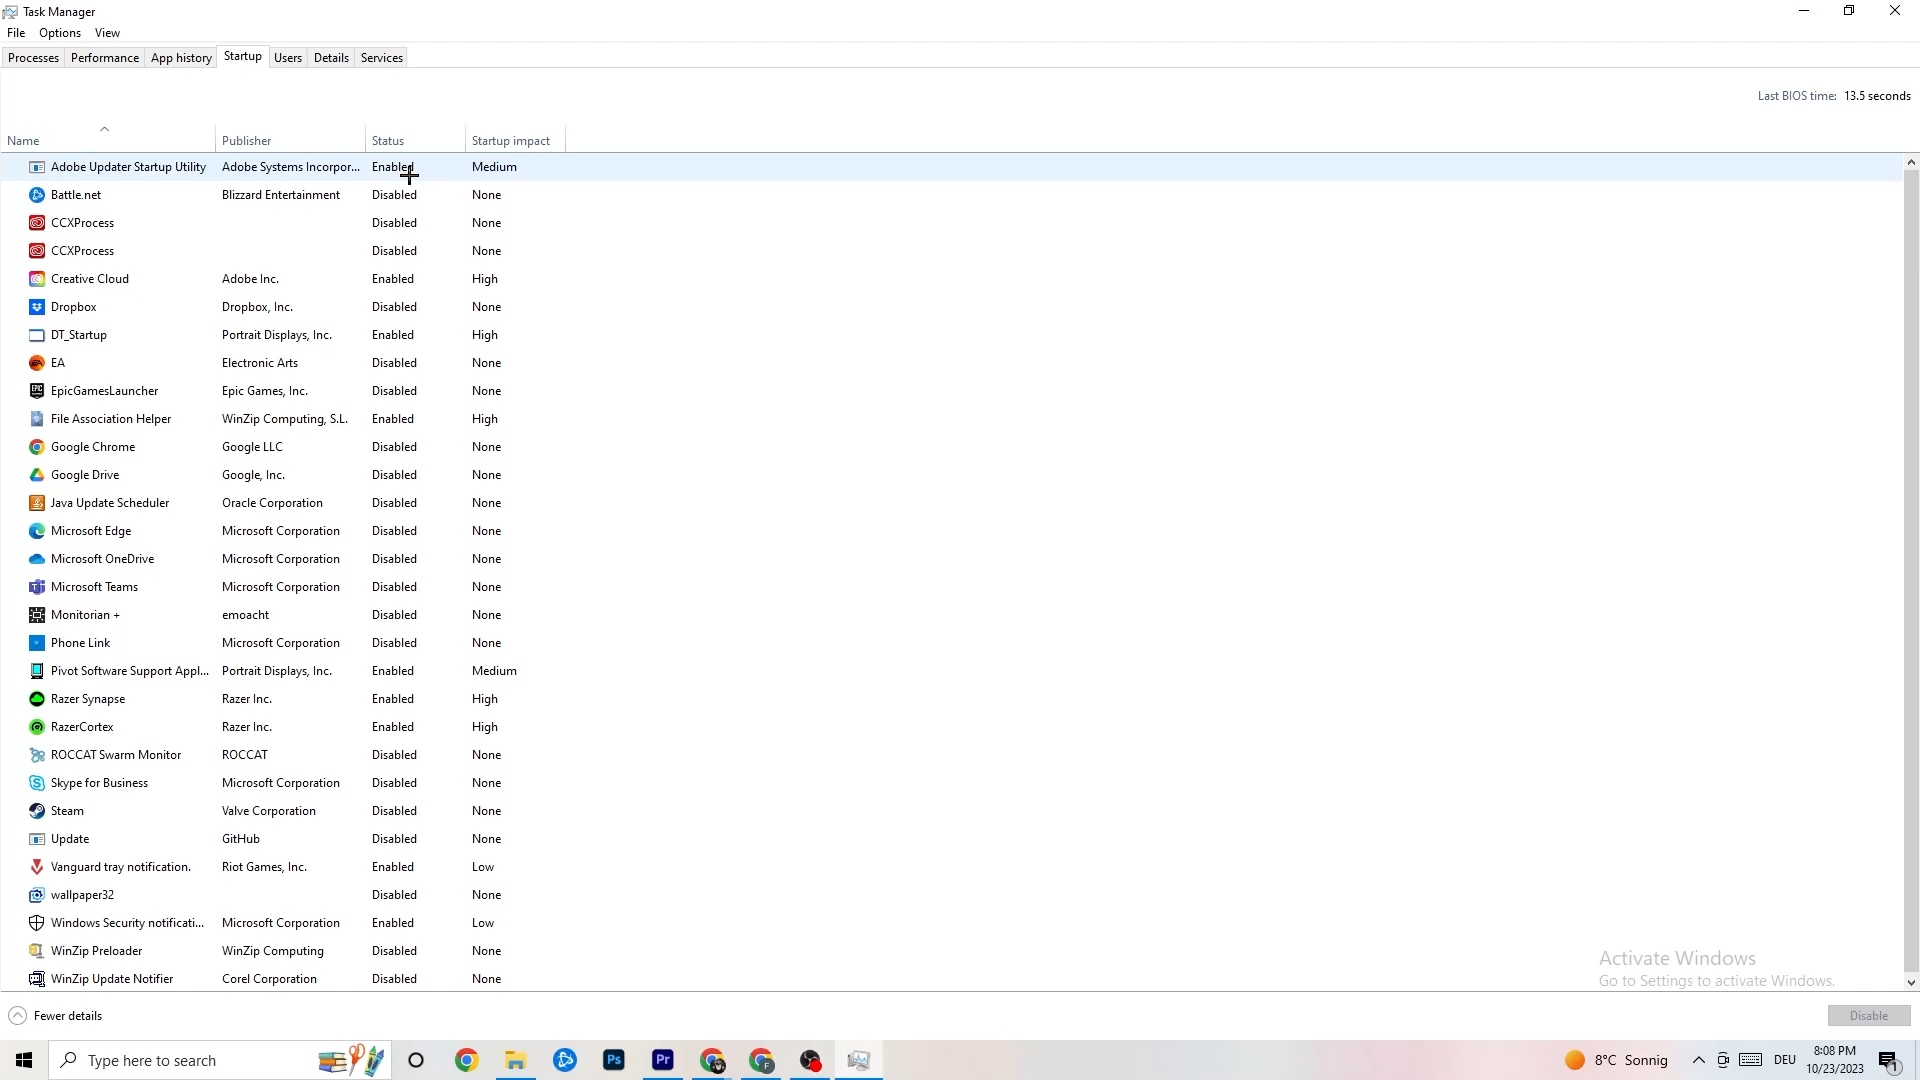 Task Manager
File Options View
Processes Performance App history Startup Users Details Services
Last BIOS time: 13.5 seconds
Name Publisher Status Startup impact
Adobe Updater Startup Utility Adobe Systems Incorpor... Enabled Medium
Battle.net Blizzard Entertainment Disabled None
CCXProcess Disabled None
CCXProcess Disabled None
Creative Cloud Adobe Inc. Enabled High
Dropbox Dropbox, Inc. Disabled None
DT_Startup Portrait Displays, Inc. Enabled High
EA Electronic Arts Disabled None
EpicGamesLauncher Epic Games, Inc. Disabled None
File Association Helper WinZip Computing, S.L. Enabled High
Google Chrome Google LLC Disabled None
Google Drive Google, Inc. Disabled None
Java Update Scheduler Oracle Corporation Disabled None
Microsoft Edge Microsoft Corporation Disabled None
Microsoft OneDrive Microsoft Corporation Disabled None
Microsoft Teams Microsoft Corporation Disabled None
Monitorian + emoacht Disabled None
Phone Link Microsoft Corporation Disabled None
Pivot Software Support Appl... Portrait Displays, Inc. Enabled Medium
Razer Synapse Razer Inc. Enabled High
RazerCortex Razer Inc. Enabled High
ROCCAT Swarm Monitor ROCCAT Disabled None
Skype for Business Microsoft Corporation Disabled None
Steam Valve Corporation Disabled None
Update GitHub Disabled None
Vanguard tray notification. Riot Games, Inc. Enabled Low
wallpaper32 Disabled None
Windows Security notificati... Microsoft Corporation Enabled Low
WinZip Preloader WinZip Computing Disabled None
WinZip Update Notifier Corel Corporation Disabled None
Activate Windows
Go to Settings to activate Windows.
Fewer details Disable
Type here to search Ps Pr F 8°C Sonnig DEU 8:08 PM
10/23/2023 1